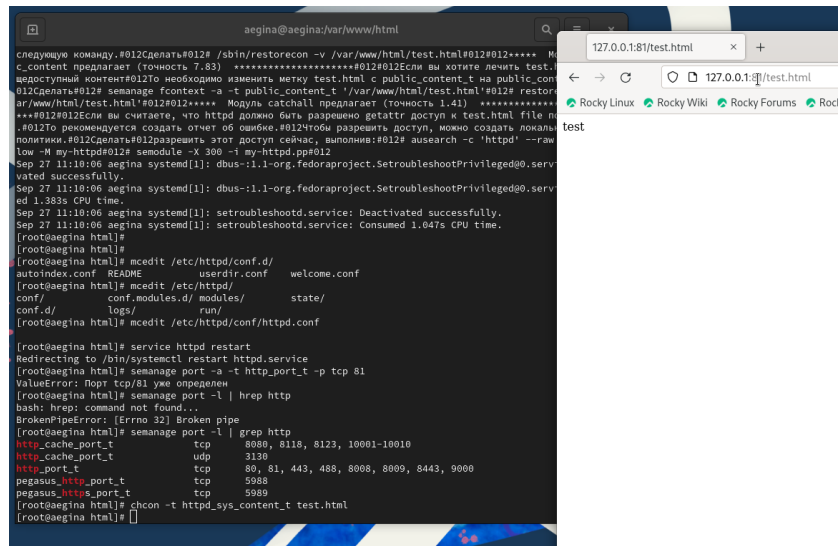 aegina@aegina:/var/www/html
следующую команду.#012Сделать#012# /sbin/restorecon -v /var/www/html/test.html#012#012***** Мо
c_content предлагает (точность 7.83) *********************#012#012Если вы хотите лечить test.h
щедоступный контент#012То необходимо изменить метку test.html с public_content_t на public_con
012Сделать#012# semanage fcontext -a -t public_content_t '/var/www/html/test.html'#012# restore
ar/www/html/test.html'#012#012***** Модуль catchall предлагает (точность 1.41) **************
***#012#012Если вы считаете, что httpd должно быть разрешено getattr доступ к test.html file по
.#012То рекомендуется создать отчет об ошибке.#012Чтобы разрешить доступ, можно создать локаль
политики.#012Сделать#012разрешить этот доступ сейчас, выполнив:#012# ausearch -c 'httpd' --raw
low -M my-httpd#012# semodule -X 300 -i my-httpd.pp#012
Sep 27 11:10:06 aegina systemd[1]: dbus-:1.1-org.fedoraproject.SetroubleshootPrivileged@0.serv
vated successfully.
Sep 27 11:10:06 aegina systemd[1]: dbus-:1.1-org.fedoraproject.SetroubleshootPrivileged@0.serv
ed 1.383s CPU time.
Sep 27 11:10:06 aegina systemd[1]: setroubleshootd.service: Deactivated successfully.
Sep 27 11:10:06 aegina systemd[1]: setroubleshootd.service: Consumed 1.047s CPU time.
[root@aegina html]#
[root@aegina html]#
[root@aegina html]# mcedit /etc/httpd/conf.d/
autoindex.conf README userdir.conf welcome.conf
[root@aegina html]# mcedit /etc/httpd/
conf/ conf.modules.d/ modules/ state/
conf.d/ logs/ run/
[root@aegina html]# mcedit /etc/httpd/conf/httpd.conf
[root@aegina html]# service httpd restart
Redirecting to /bin/systemctl restart httpd.service
[root@aegina html]# semanage port -a -t http_port_t -p tcp 81
ValueError: Порт tcp/81 уже определен
[root@aegina html]# semanage port -l | hrep http
bash: hrep: command not found...
BrokenPipeError: [Errno 32] Broken pipe
[root@aegina html]# semanage port -l | grep http
http_cache_port_t tcp 8080, 8118, 8123, 10001-10010
http_cache_port_t udp 3130
http_port_t tcp 80, 81, 443, 488, 8008, 8009, 8443, 9000
pegasus_http_port_t tcp 5988
pegasus_https_port_t tcp 5989
[root@aegina html]# chcon -t httpd_sys_content_t test.html
[root@aegina html]#
127.0.0.1:81/test.html
127.0.0.1:81/test.html
Rocky Linux Rocky Wiki Rocky Forums Rock
test